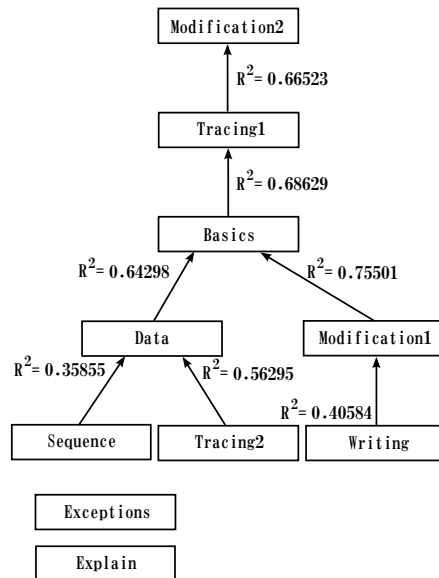 Modification2
R² = 0.66523
Tracing1
R² = 0.68629
Basics
R² = 0.64298
R² = 0.75501
Data
Modification1
R² = 0.35855
R² = 0.56295
R² = 0.40584
Sequence
Tracing2
Writing
Exceptions
Explain